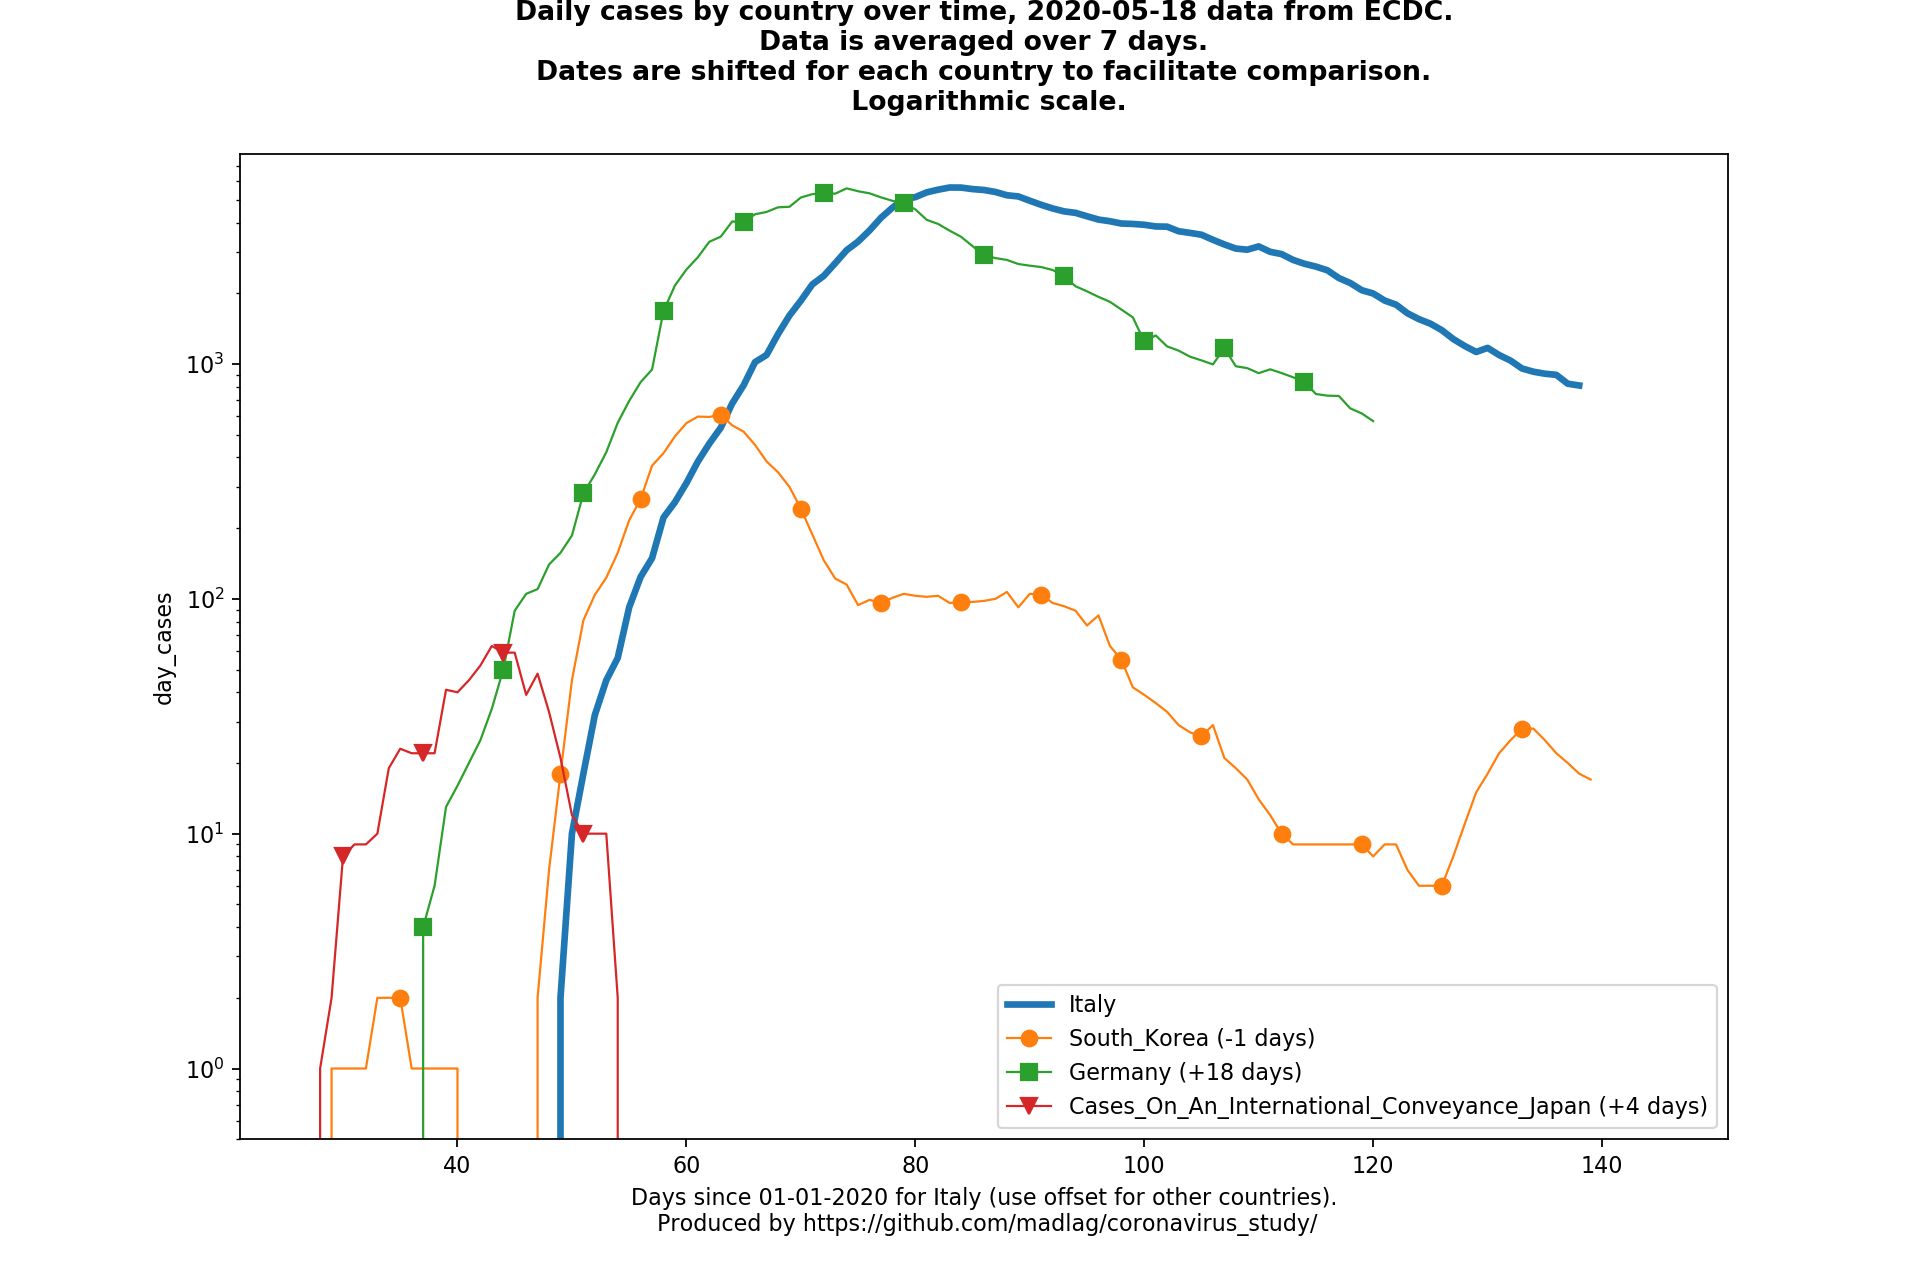 Daily cases by country over time, 2020-05-18 data from ECDC.
Data is averaged over 7 days.
Dates are shifted for each country to facilitate comparison.
Logarithmic scale.
day_cases
10³
10²
10¹
10⁰
Italy
South_Korea (-1 days)
Germany (+18 days)
Cases_On_An_International_Conveyance_Japan (+4 days)
40 60 80 100 120 140
Days since 01-01-2020 for Italy (use offset for other countries).
Produced by https://github.com/madlag/coronavirus_study/